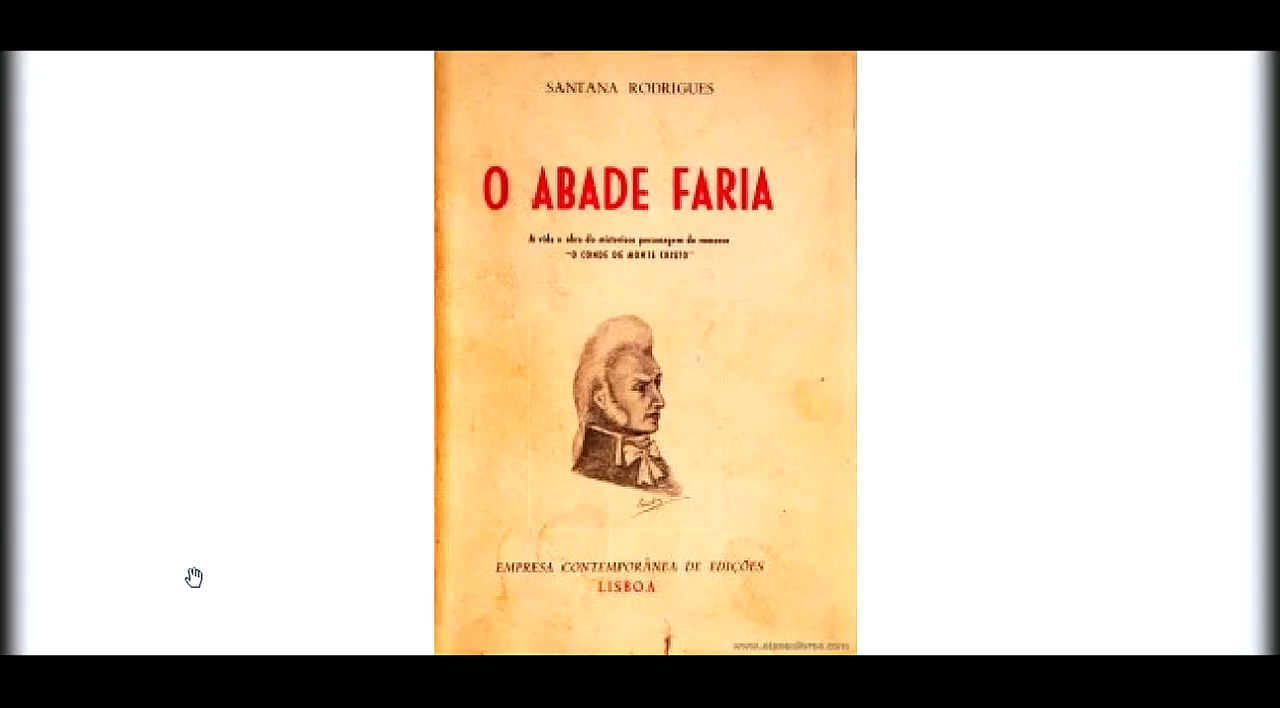 SANTANA RODRIGUES
O ABADE FARIA
A vida e obra do misterioso personagem do romance
"O CONDE DE MONTE CRISTO"
EMPRESA CONTEMPORÂNEA DE EDIÇÕES
LISBOA